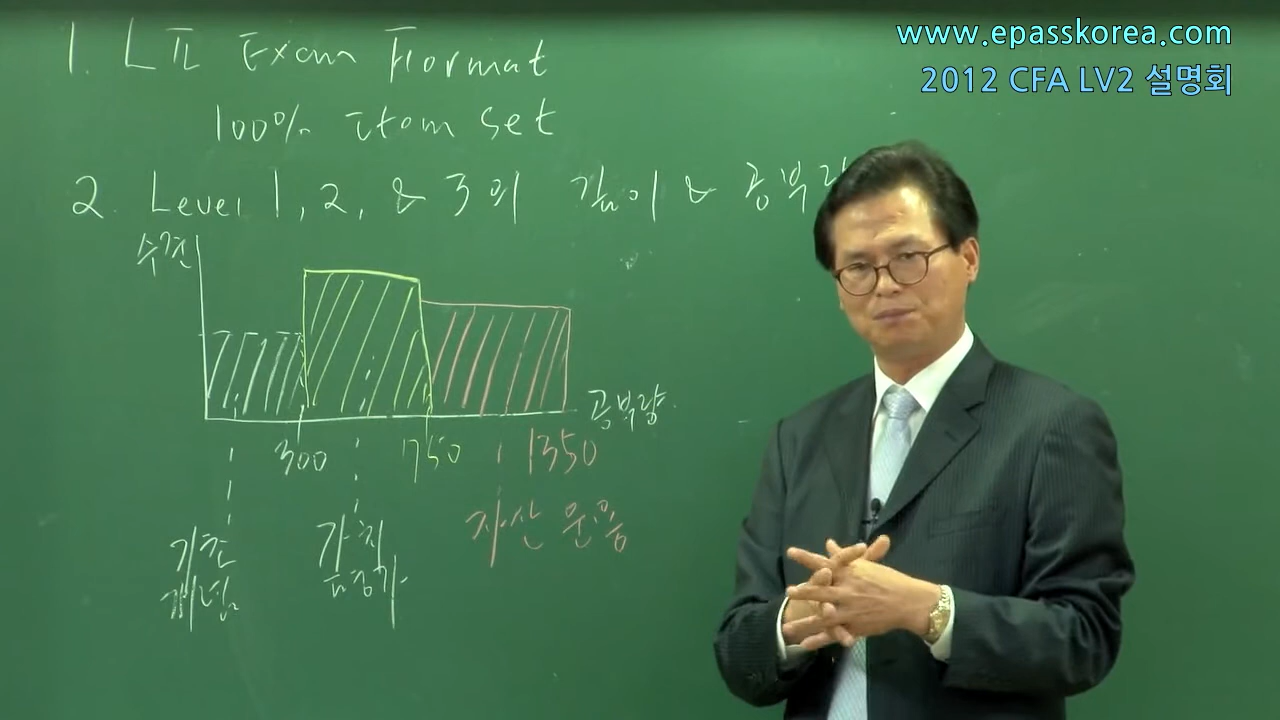 www.epasskorea.com
2012 CFA LV2 설명회
1. L II Exam Format
100% item set
2. Level 1, 2, & 3의 깊이 & 공부량
수준
공부량
300
750
1350
기초
개념
가치
평가
자산 운용